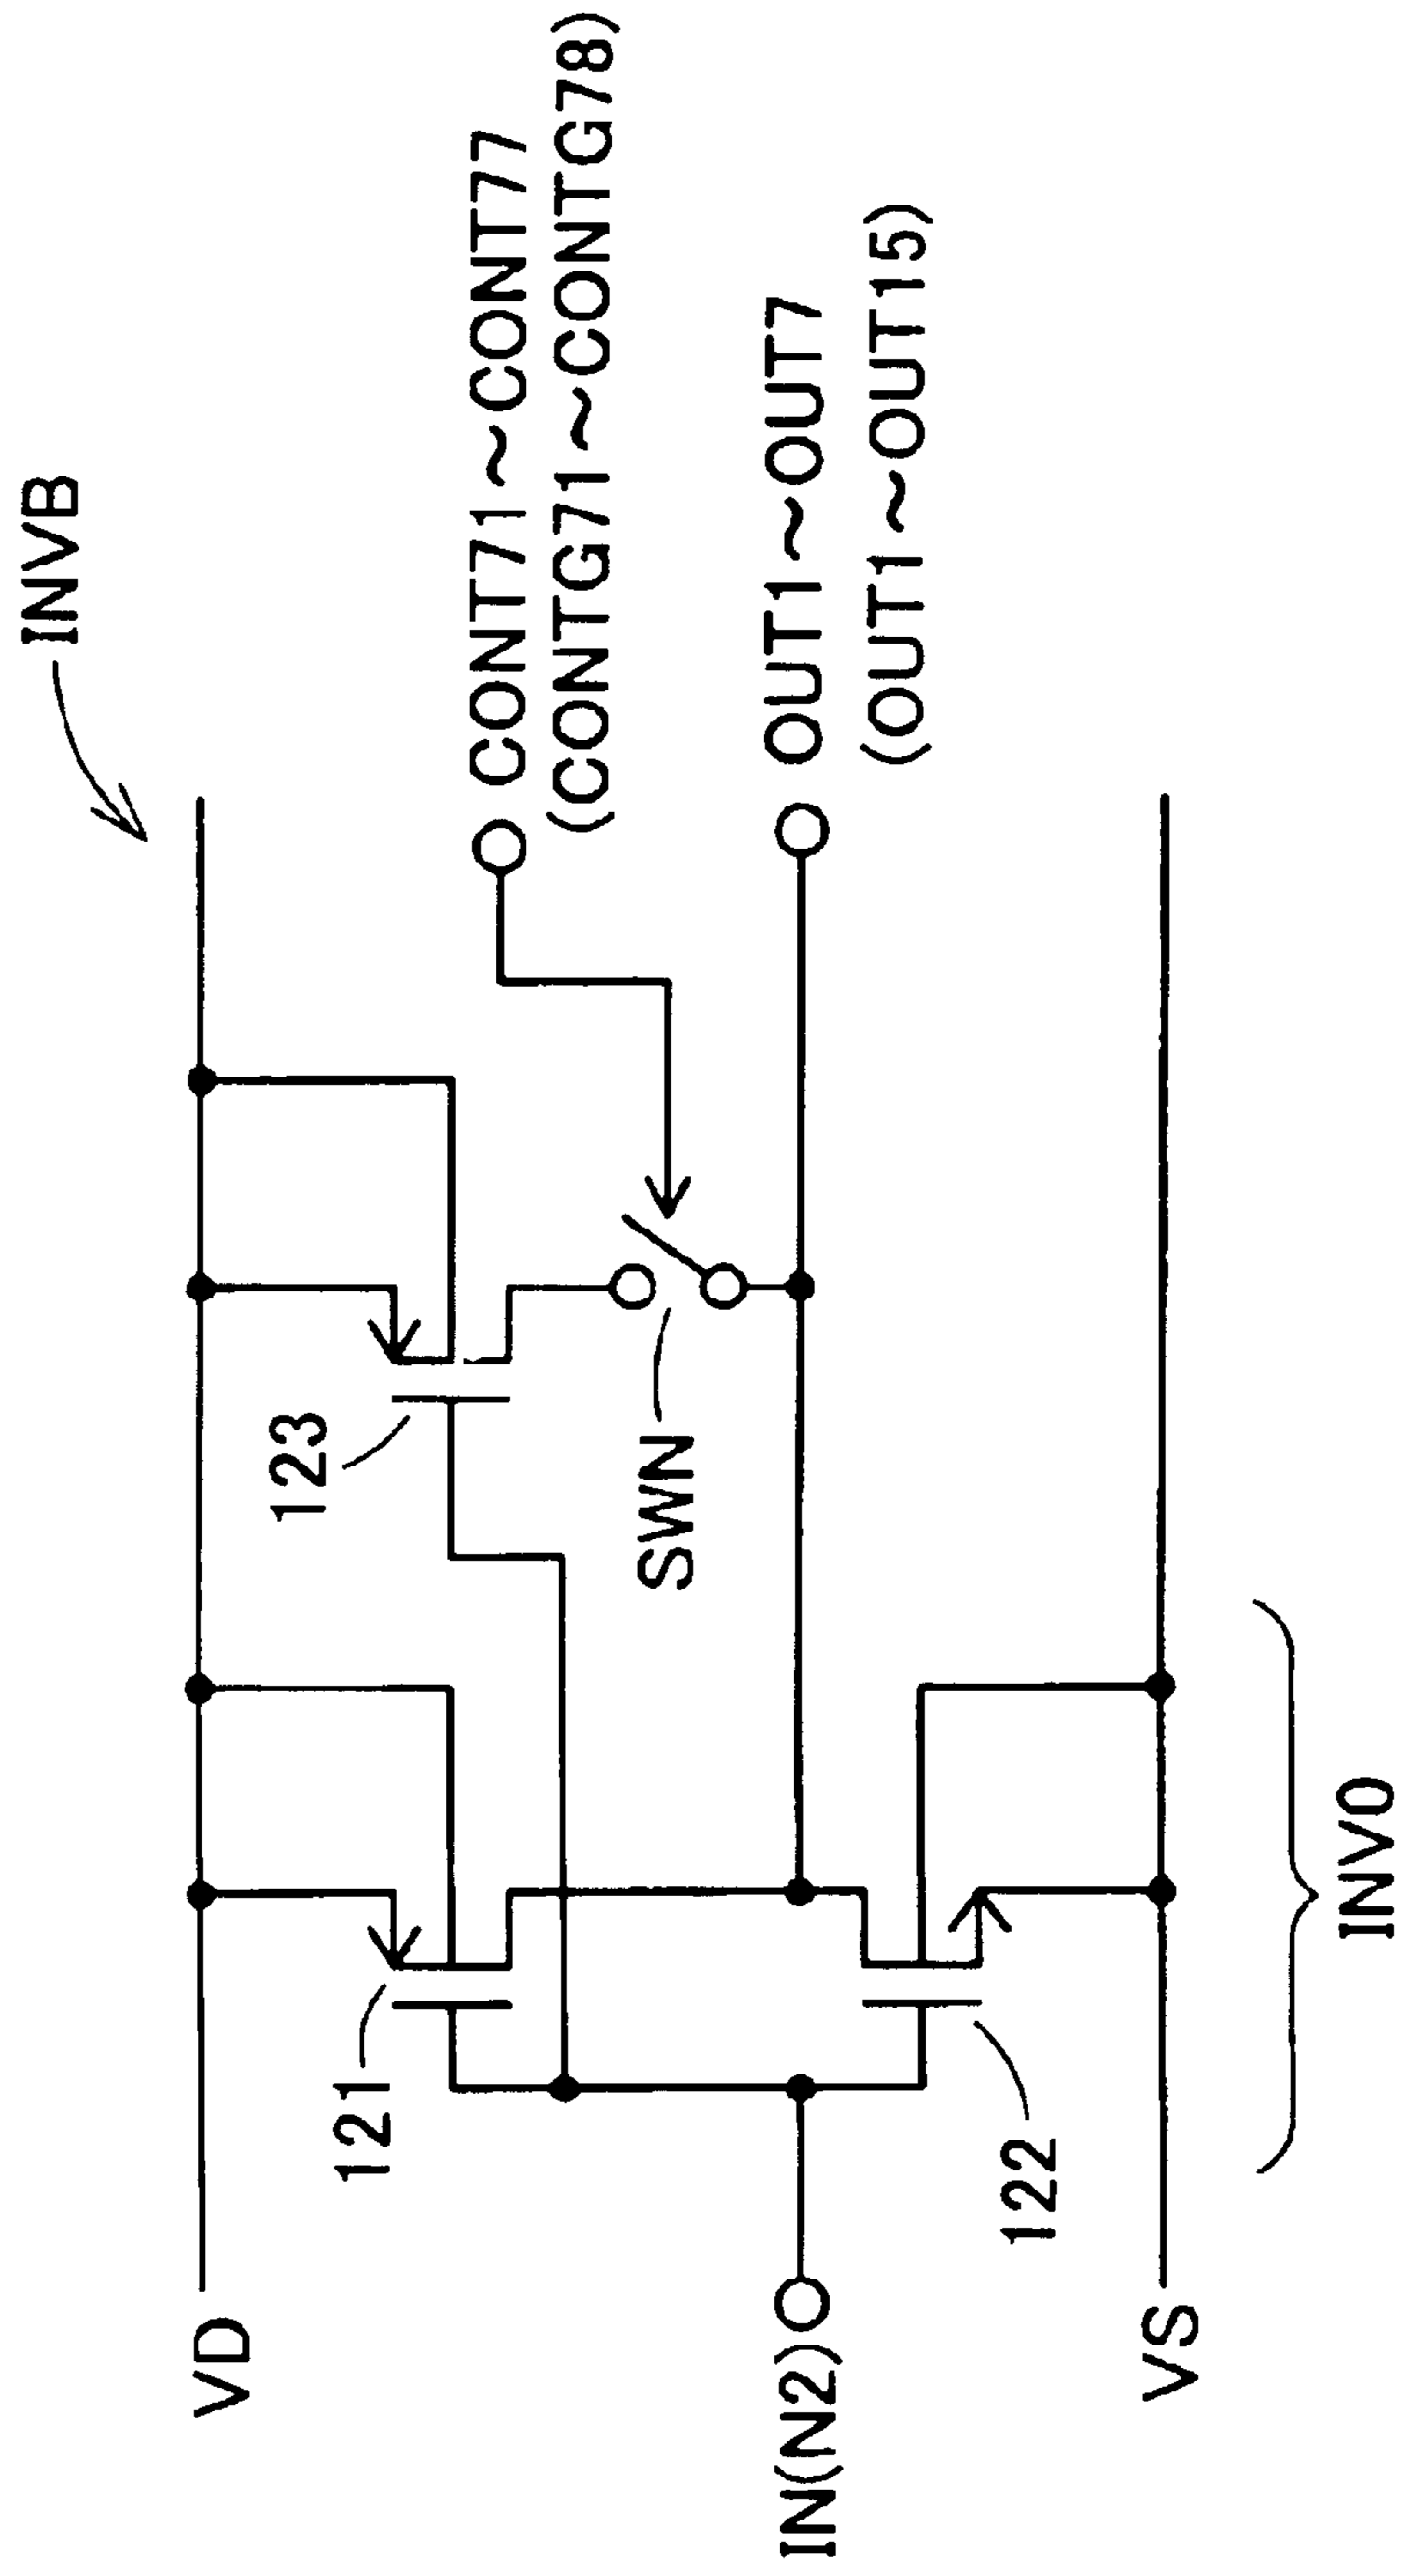 INVB
VD
123
CONT71~CONT77
(CONTG71~CONTG78)
121
SWN
IN(N2)
OUT1~OUT7
(OUT1~OUT15)
122
VS
INV0